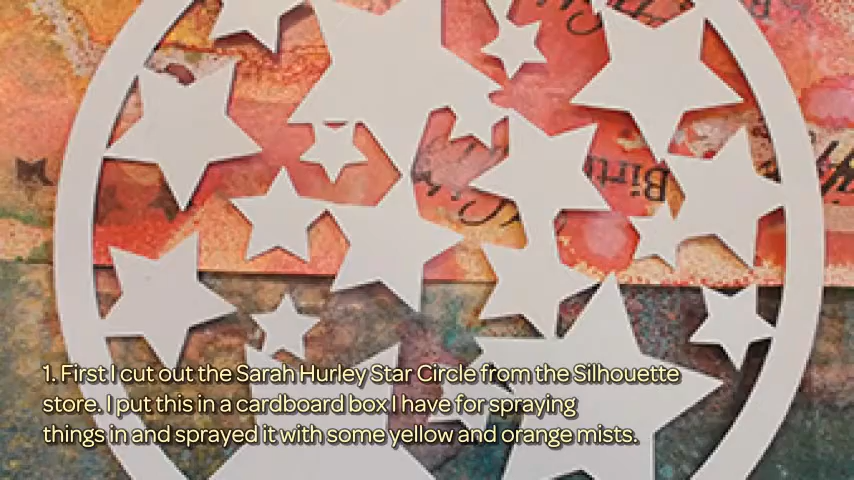 Birth
1. First I cut out the Sarah Hurley Star Circle from the Silhouette
store. I put this in a cardboard box I have for spraying
things in and sprayed it with some yellow and orange mists.